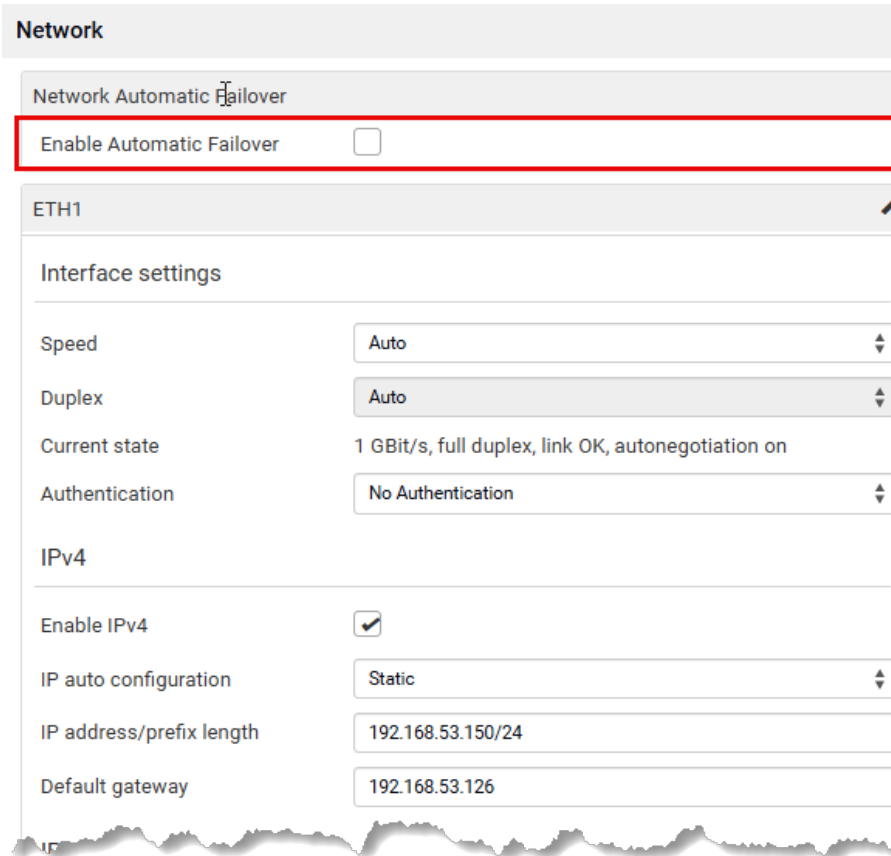 Network
Network Automatic Failover
Enable Automatic Failover
ETH1
Interface settings
Speed Auto
Duplex Auto
Current state 1 GBit/s, full duplex, link OK, autonegotiation on
Authentication No Authentication
IPv4
Enable IPv4
IP auto configuration Static
IP address/prefix length 192.168.53.150/24
Default gateway 192.168.53.126